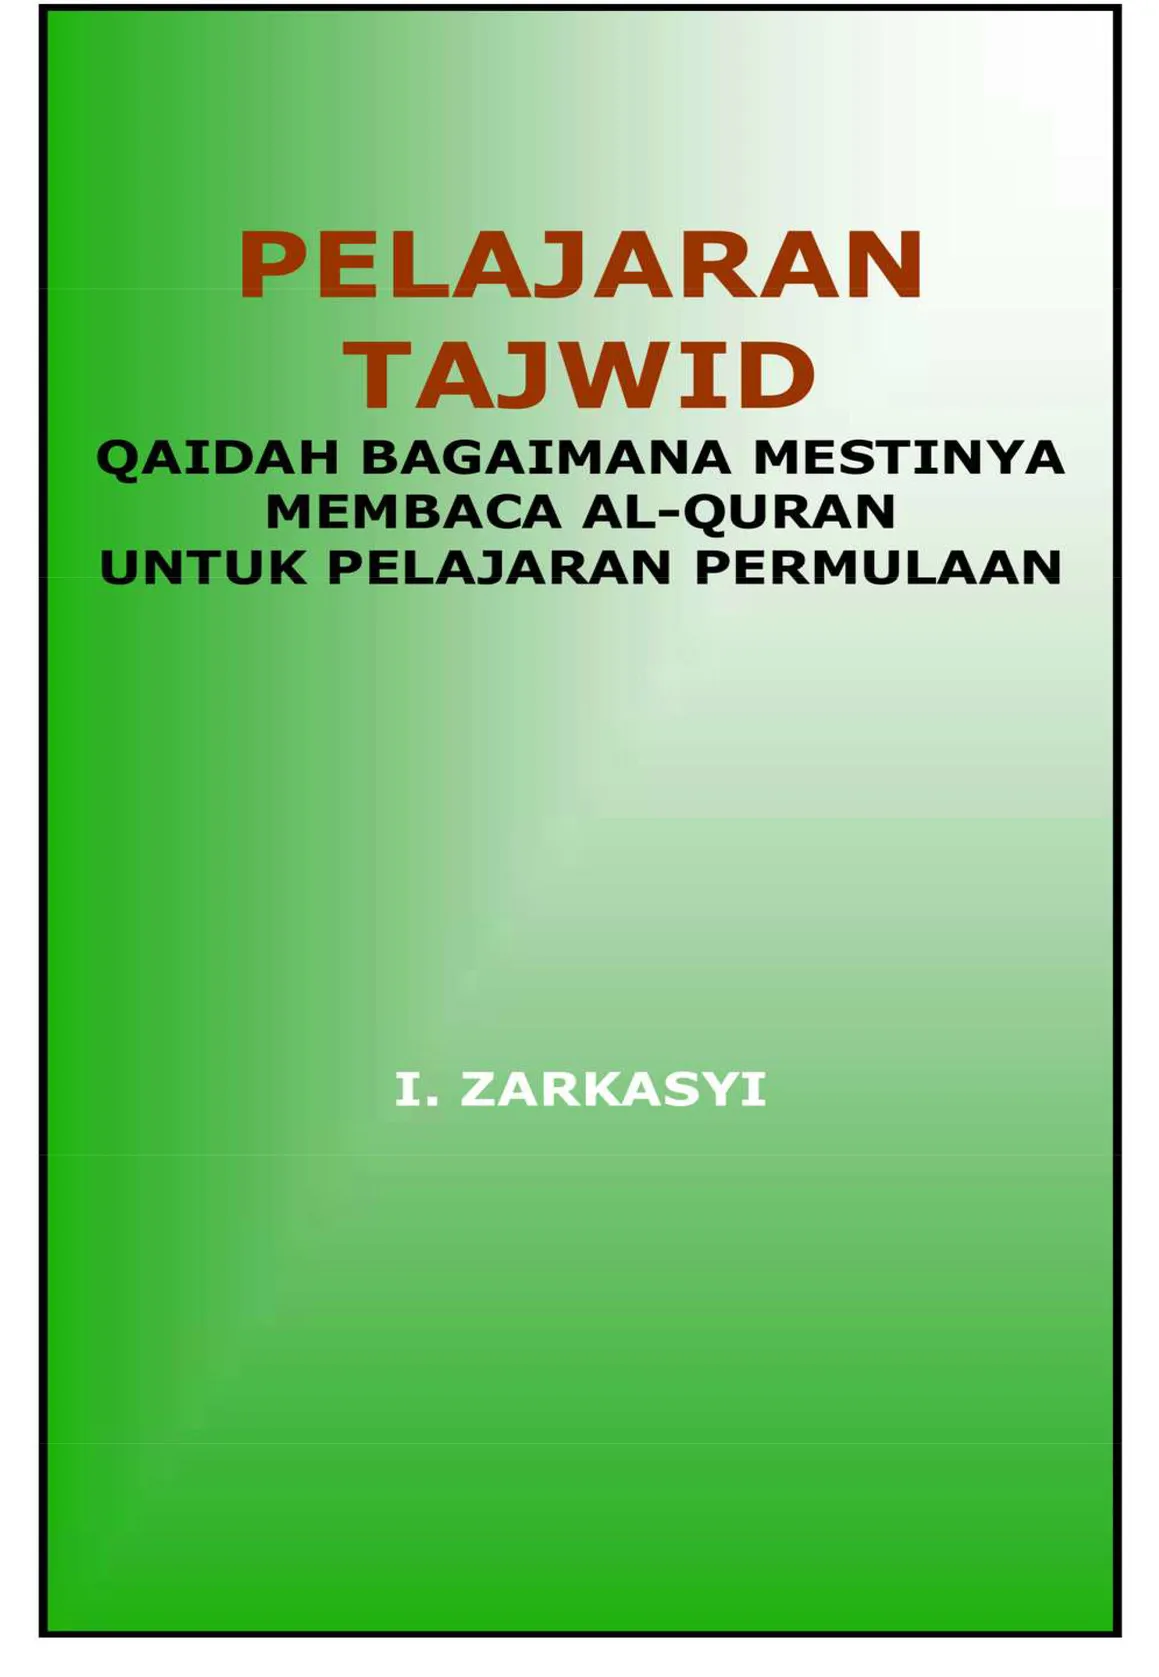 PELAJARAN
TAJWID
QAIDAH BAGAIMANA MESTINYA
MEMBACA AL-QURAN
UNTUK PELAJARAN PERMULAAN
I. ZARKASYI